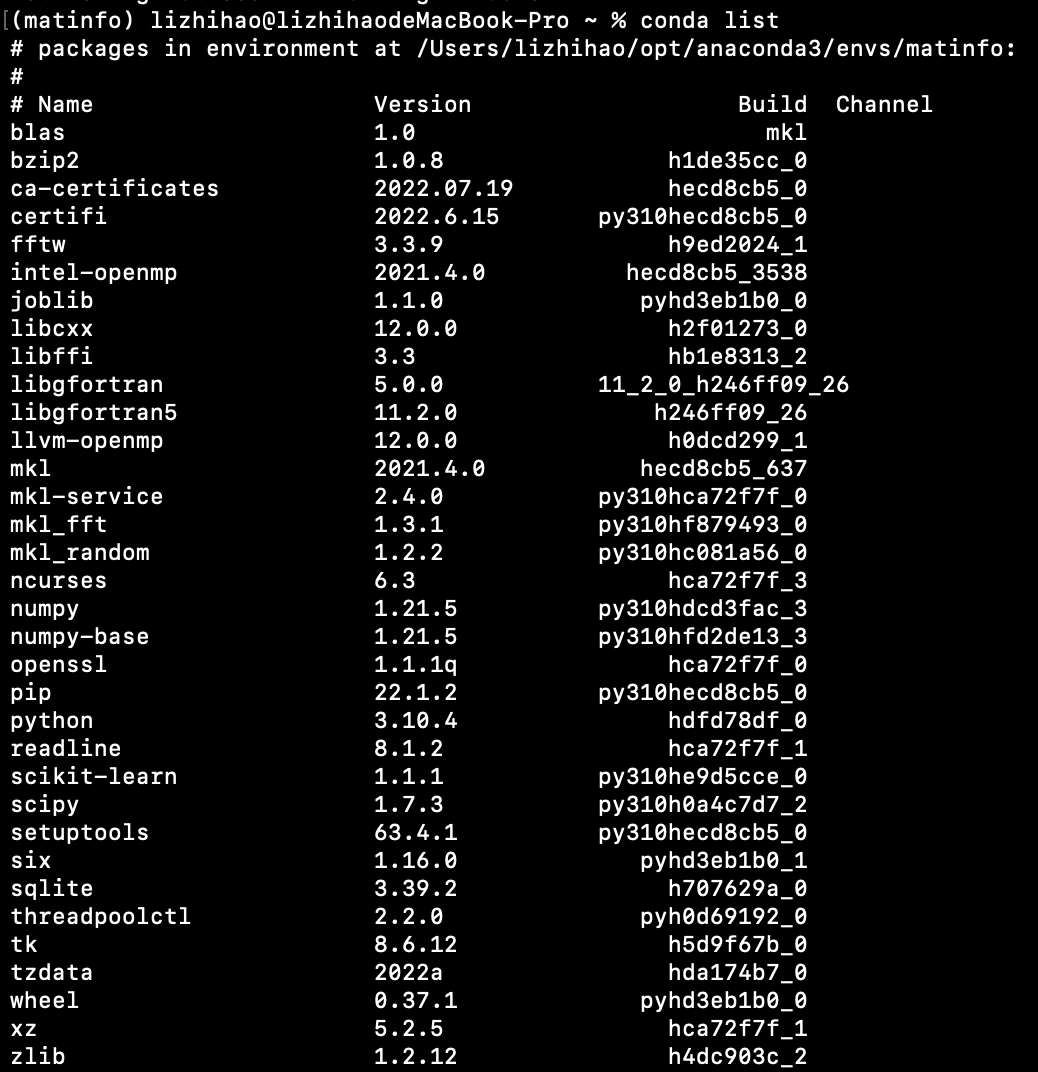 (matinfo) lizhihao@lizhihaodeMacBook-Pro ~ % conda list
# packages in environment at /Users/lizhihao/opt/anaconda3/envs/matinfo:
#
# Name Version Build Channel
blas 1.0 mkl
bzip2 1.0.8 h1de35cc_0
ca-certificates 2022.07.19 hecd8cb5_0
certifi 2022.6.15 py310hecd8cb5_0
fftw 3.3.9 h9ed2024_1
intel-openmp 2021.4.0 hecd8cb5_3538
joblib 1.1.0 pyhd3eb1b0_0
libcxx 12.0.0 h2f01273_0
libffi 3.3 hb1e8313_2
libgfortran 5.0.0 11_2_0_h246ff09_26
libgfortran5 11.2.0 h246ff09_26
llvm-openmp 12.0.0 h0dcd299_1
mkl 2021.4.0 hecd8cb5_637
mkl-service 2.4.0 py310hca72f7f_0
mkl_fft 1.3.1 py310hf879493_0
mkl_random 1.2.2 py310hc081a56_0
ncurses 6.3 hca72f7f_3
numpy 1.21.5 py310hdcd3fac_3
numpy-base 1.21.5 py310hfd2de13_3
openssl 1.1.1q hca72f7f_0
pip 22.1.2 py310hecd8cb5_0
python 3.10.4 hdfd78df_0
readline 8.1.2 hca72f7f_1
scikit-learn 1.1.1 py310he9d5cce_0
scipy 1.7.3 py310h0a4c7d7_2
setuptools 63.4.1 py310hecd8cb5_0
six 1.16.0 pyhd3eb1b0_1
sqlite 3.39.2 h707629a_0
threadpoolctl 2.2.0 pyh0d69192_0
tk 8.6.12 h5d9f67b_0
tzdata 2022a hda174b7_0
wheel 0.37.1 pyhd3eb1b0_0
xz 5.2.5 hca72f7f_1
zlib 1.2.12 h4dc903c_2